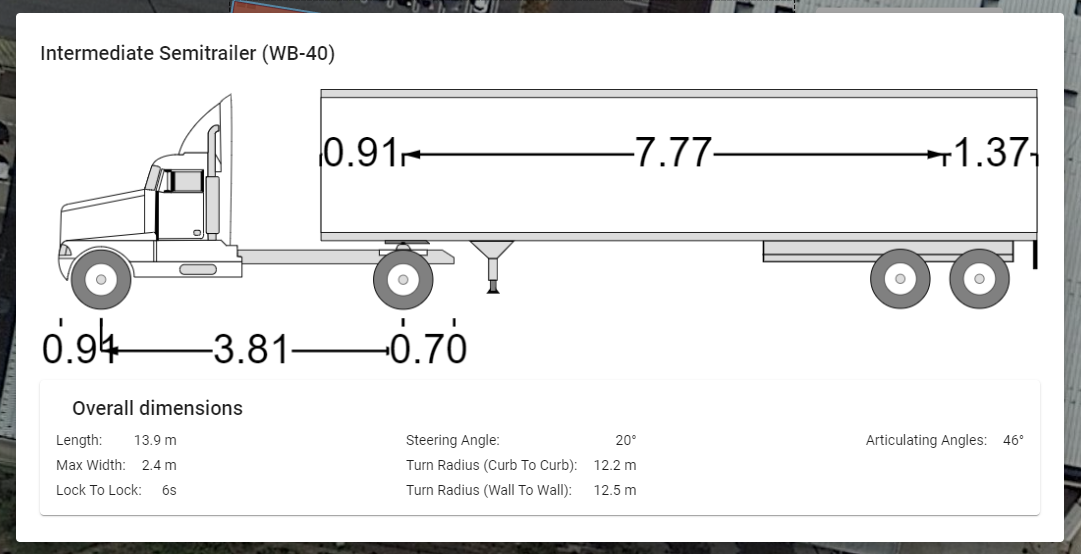 Intermediate Semitrailer (WB-40)
0.91 7.77 1.37
0.91 3.81 0.70
Overall dimensions
Length: 13.9 m Steering Angle: 20° Articulating Angles: 46°
Max Width: 2.4 m Turn Radius (Curb To Curb): 12.2 m
Lock To Lock: 6s Turn Radius (Wall To Wall): 12.5 m